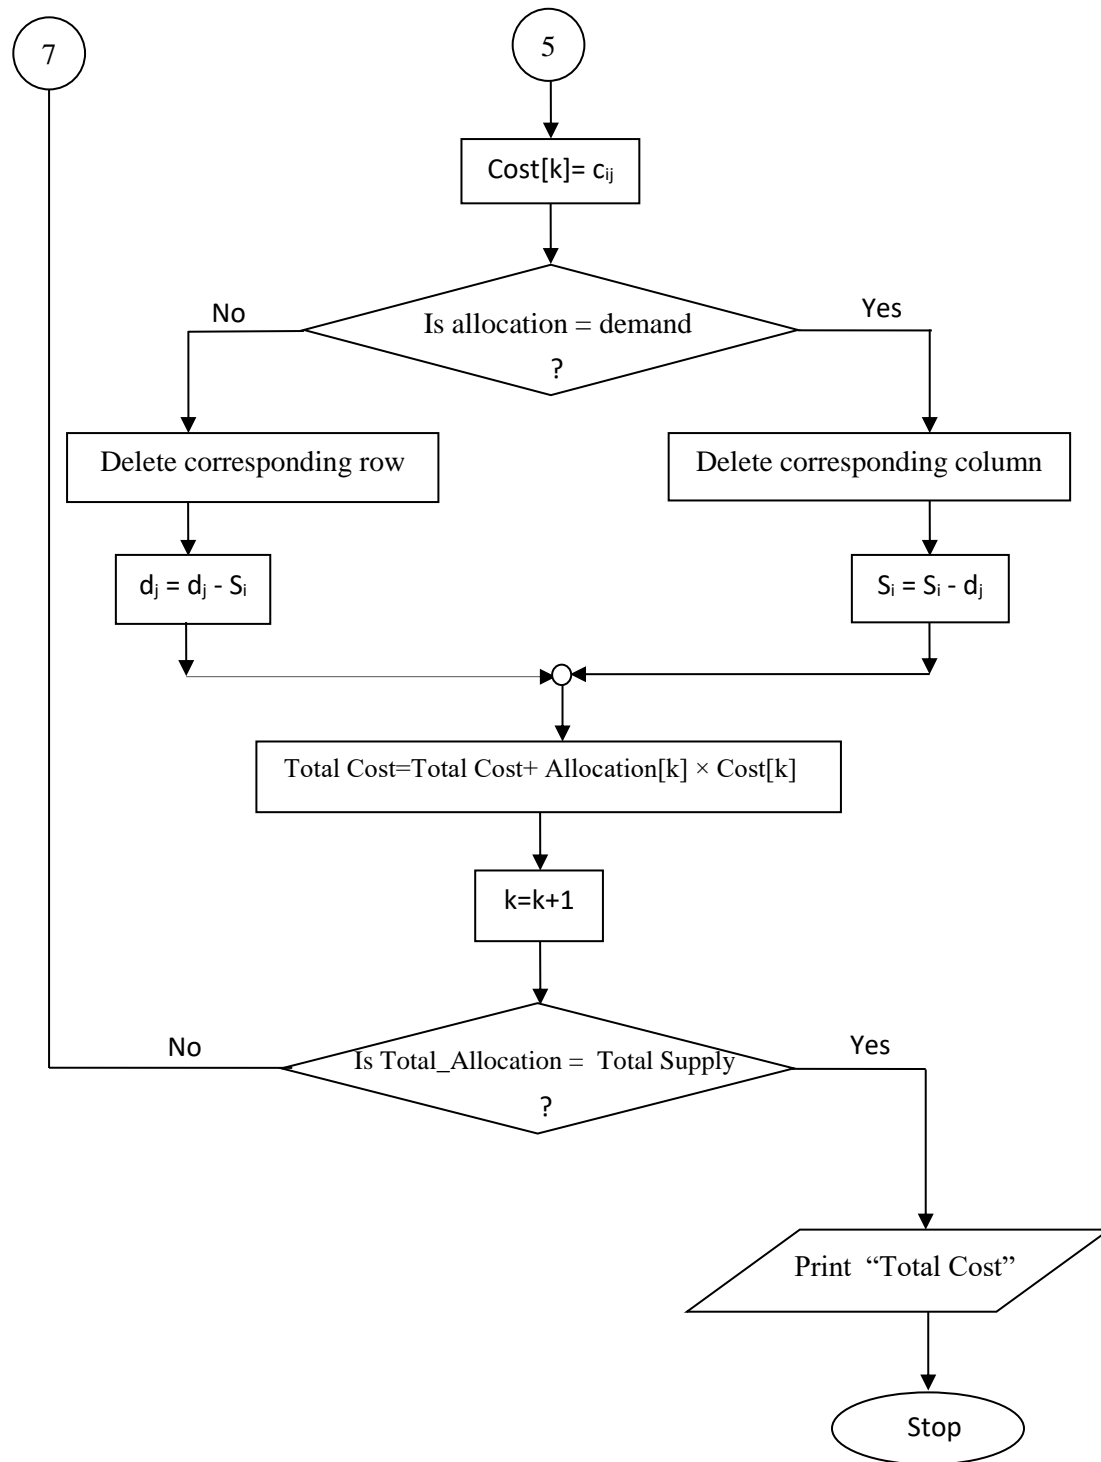 7
5
Cost[k]= cᵢⱼ
No
Yes
Is allocation = demand
?
Delete corresponding row
Delete corresponding column
dⱼ = dⱼ - Sᵢ
Sᵢ = Sᵢ - dⱼ
Total Cost=Total Cost+ Allocation[k] × Cost[k]
k=k+1
No
Yes
Is Total_Allocation = Total Supply
?
Print “Total Cost”
Stop